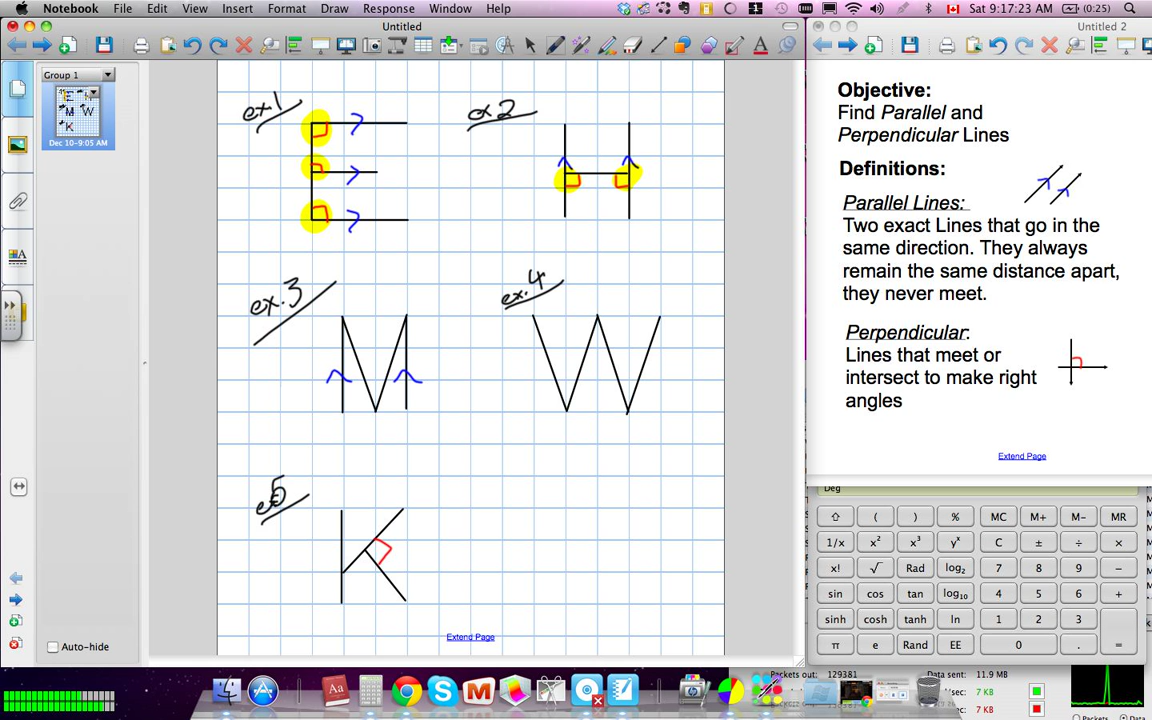 Notebook File Edit View Insert Format Draw Response Window Help
Sat 9:17:23 AM (0:25)
Untitled
Untitled 2
Group 1
Dec 10-9:05 AM
ex 1
ex 2
ex. 3
ex. 4
Extend Page
Auto-hide
Objective:
Find Parallel and
Perpendicular Lines
Definitions:
Parallel Lines:
Two exact Lines that go in the
same direction. They always
remain the same distance apart,
they never meet.
Perpendicular:
Lines that meet or
intersect to make right
angles
Extend Page
Deg
( ) % MC M+ M- MR
1/x x² x³ yˣ C ± ÷ ×
x! √ Rad log₂ 7 8 9 −
sin cos tan log₁₀ 4 5 6 +
sinh cosh tanh ln 1 2 3 =
π e Rand EE 0 .
Packets out: 129381
Data sent: 11.9 MB
/sec: 7 KB
7 KB
Packets